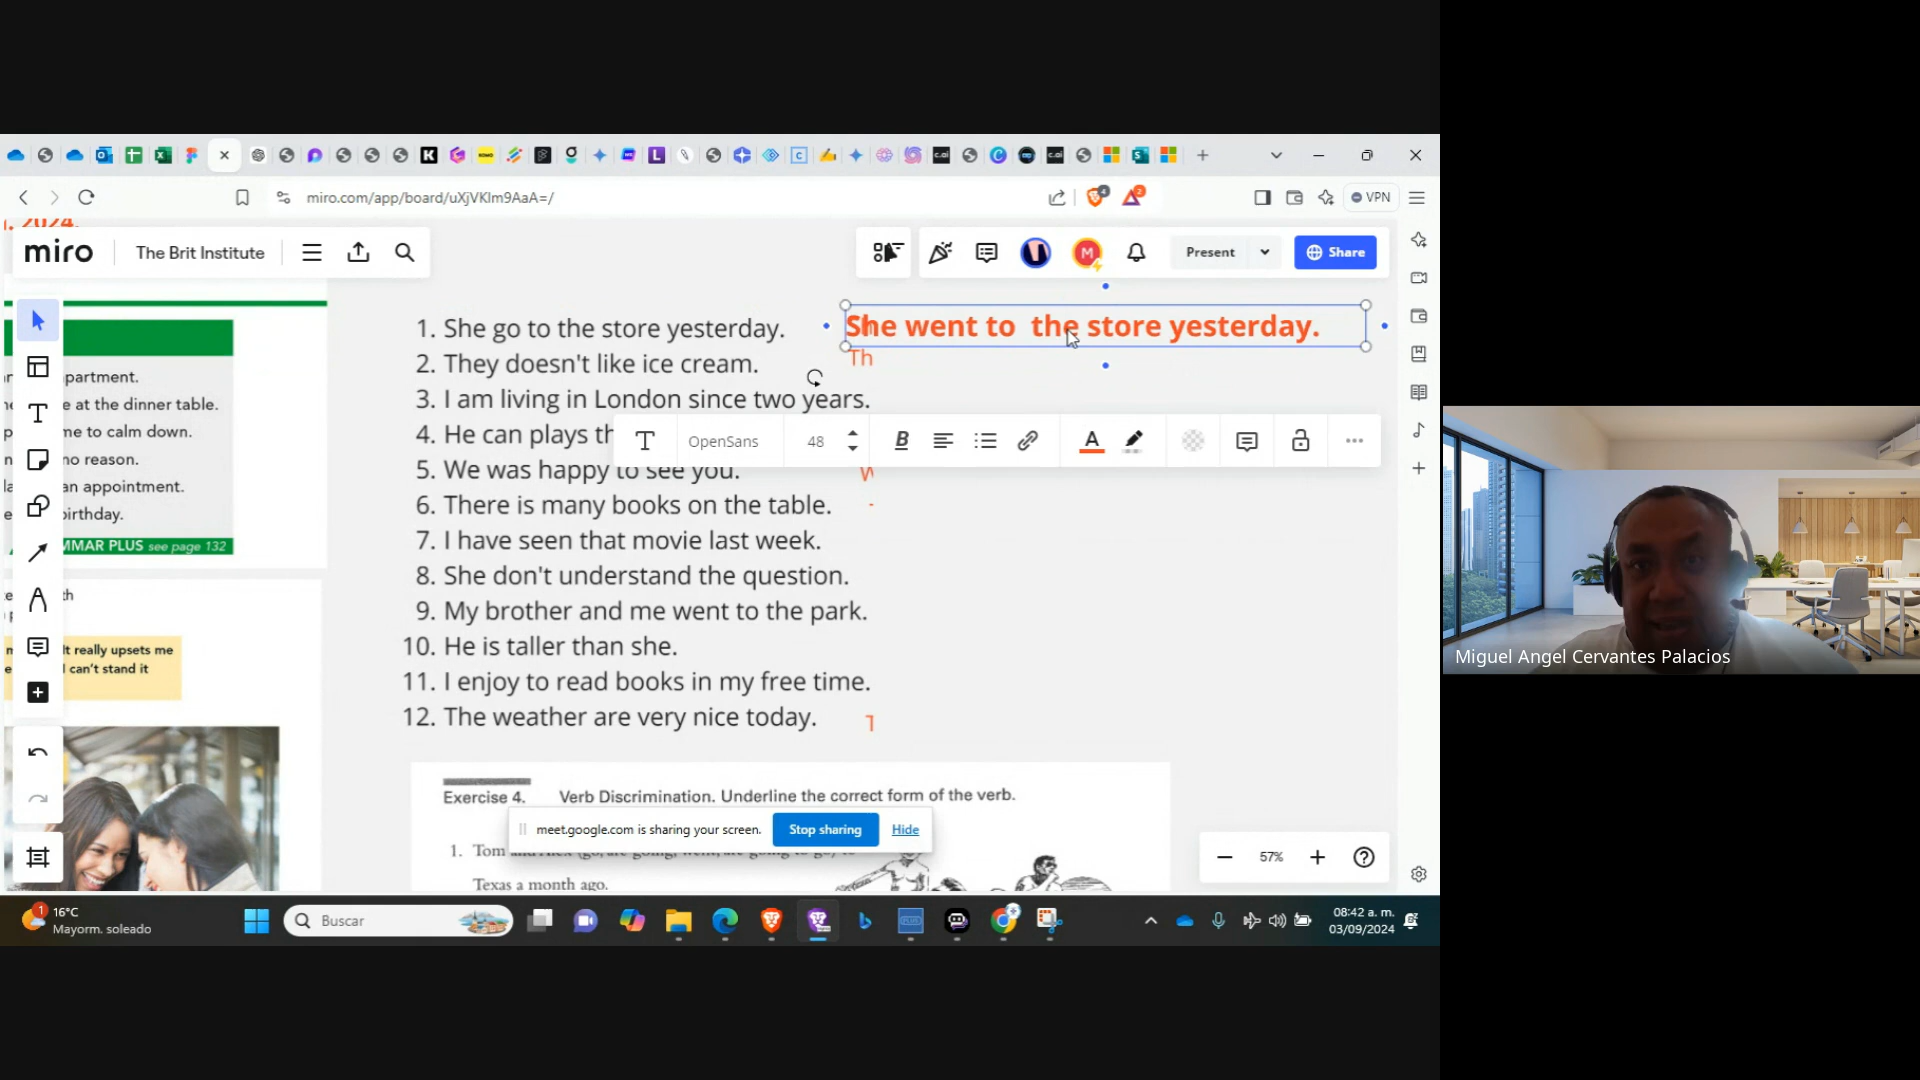 miro.com/app/board/uXjVKlm9AaA=/
VPN
n. 2024.
miro
The Brit Institute
M
Present
Share
1. She go to the store yesterday.
She went to  the store yesterday.
2. They doesn't like ice cream.
Th
3. I am living in London since two years.
4. He can plays th
OpenSans
48
5. We was happy to see you.
6. There is many books on the table.
7. I have seen that movie last week.
8. She don't understand the question.
9. My brother and me went to the park.
10. He is taller than she.
11. I enjoy to read books in my free time.
12. The weather are very nice today.
T
partment.
e at the dinner table.
me to calm down.
no reason.
an appointment.
birthday.
MMAR PLUS see page 132
th
It really upsets me
I can't stand it
Exercise 4. Verb Discrimination. Underline the correct form of the verb.
meet.google.com is sharing your screen.
Stop sharing
Hide
1. Tom
Texas a month ago.
57%
16°C
Mayorm. soleado
Buscar
08:42 a. m.
03/09/2024
Miguel Angel Cervantes Palacios